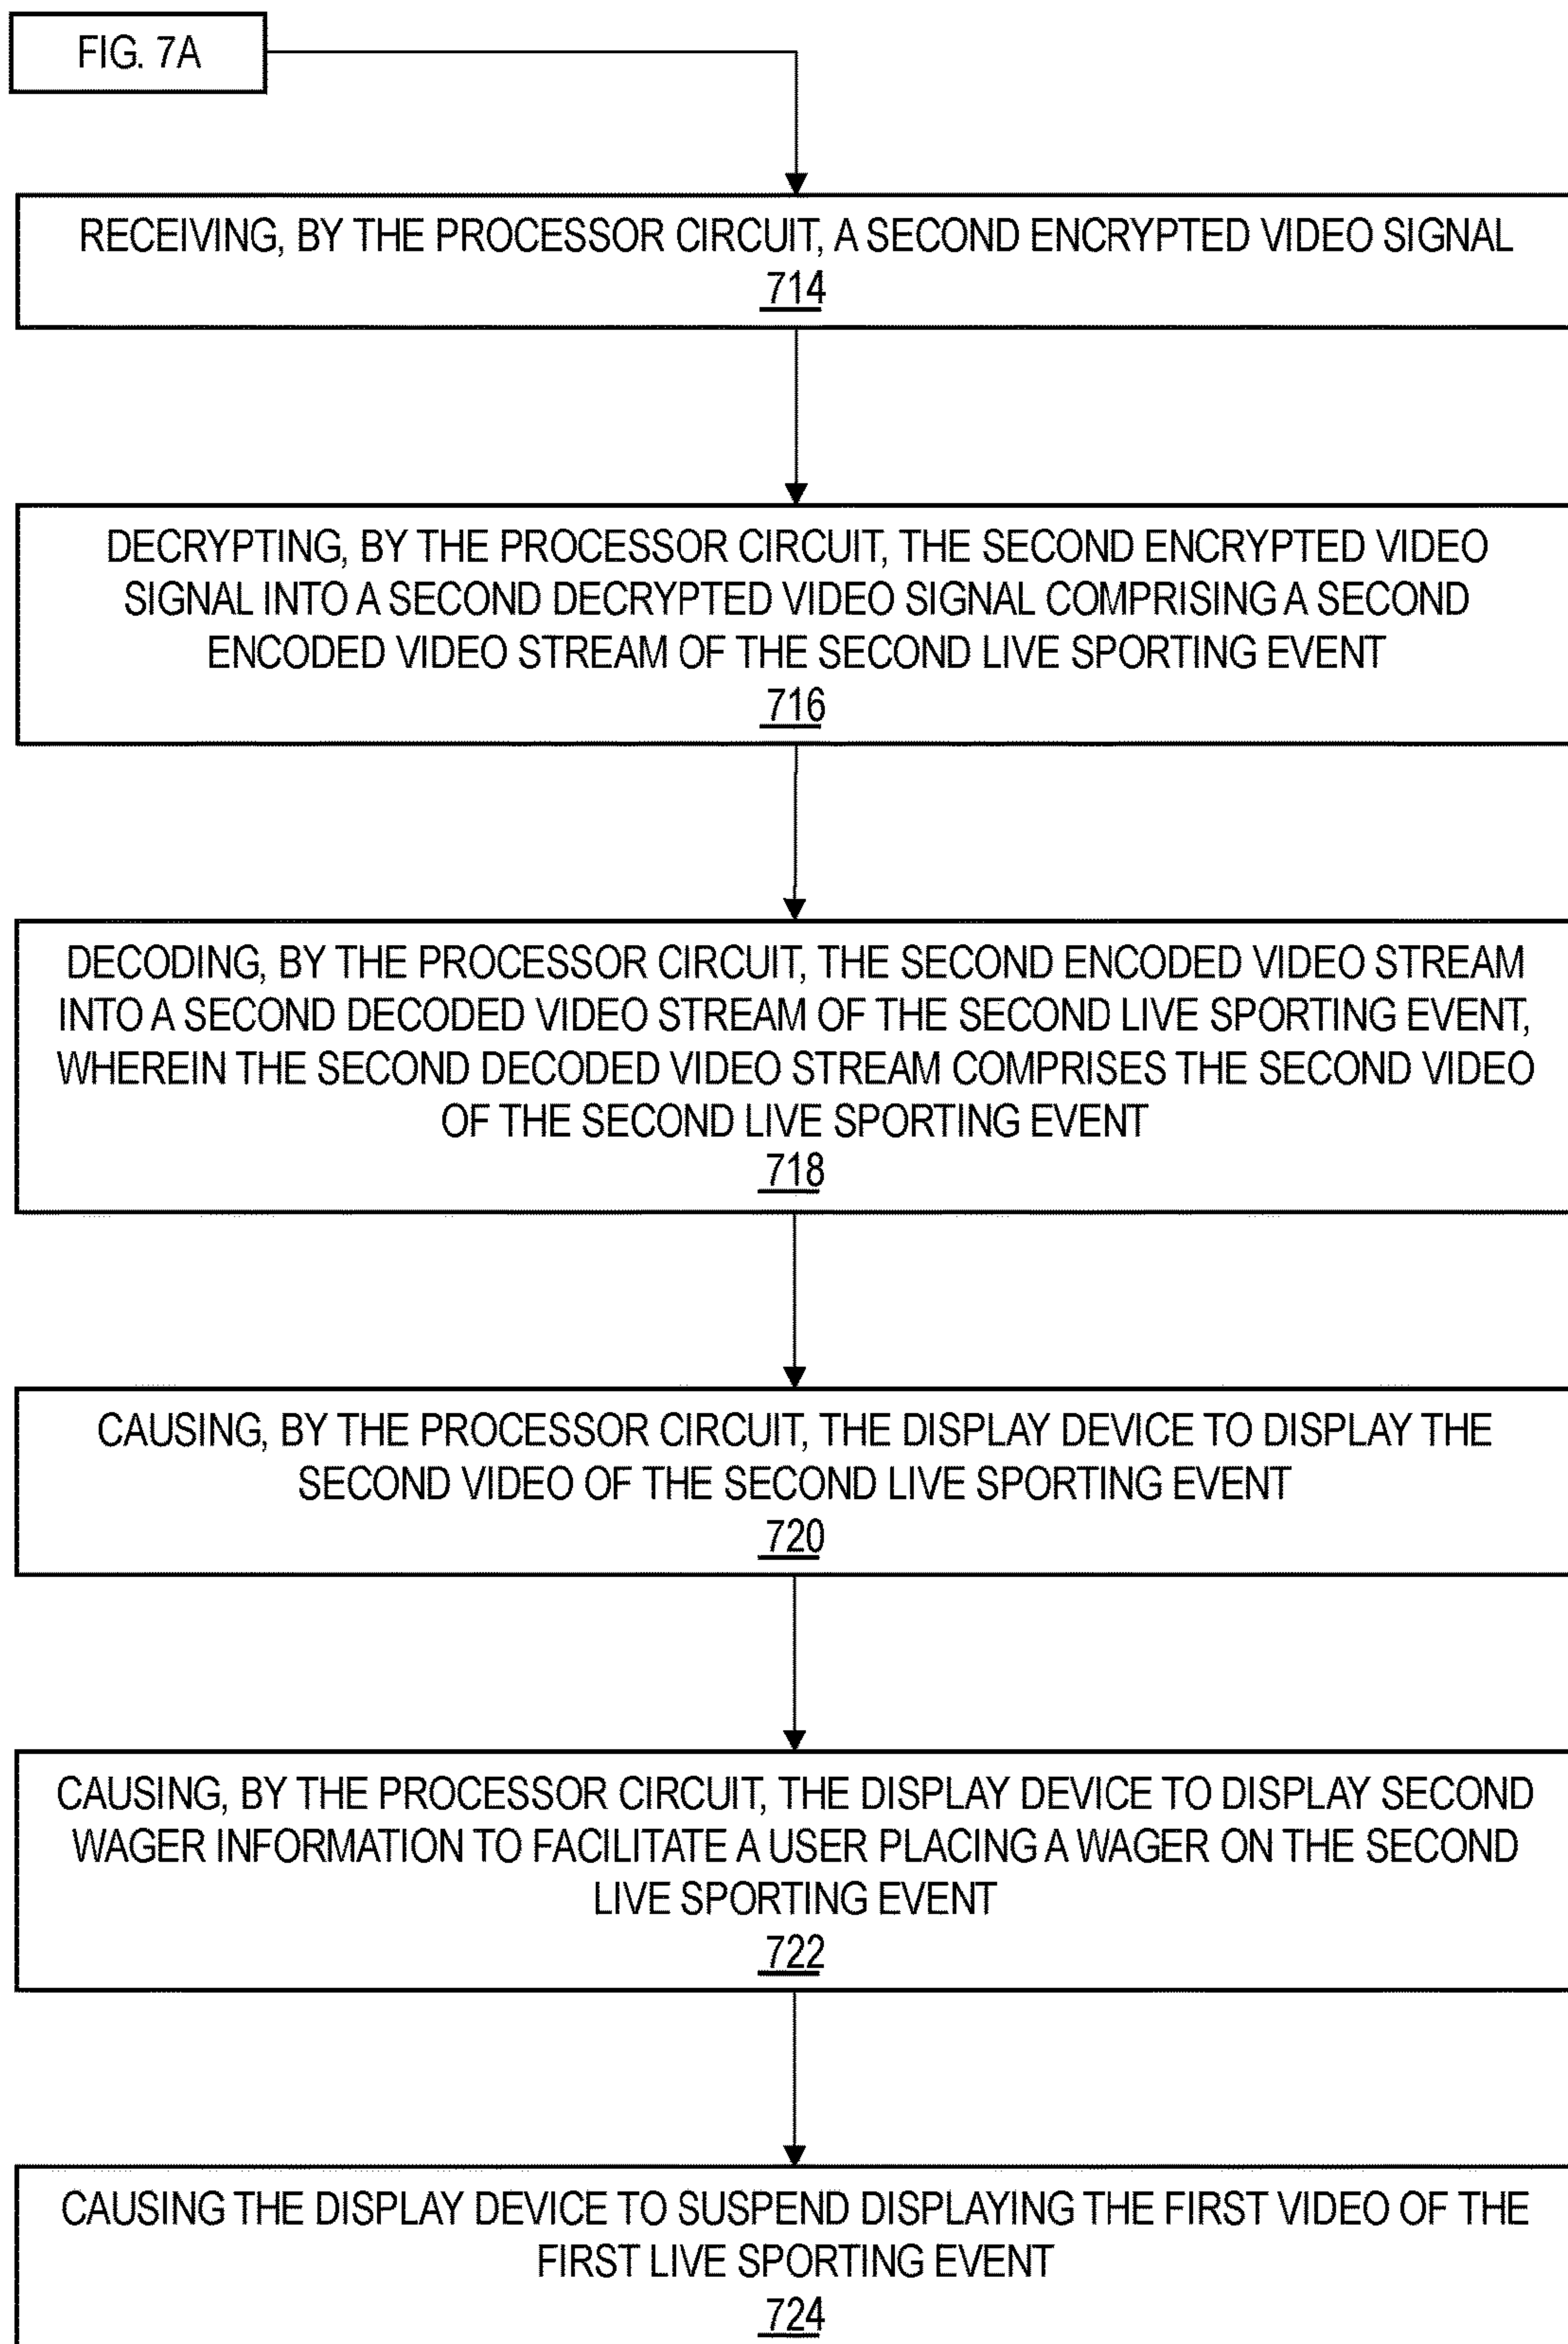 FIG. 7A
RECEIVING, BY THE PROCESSOR CIRCUIT, A SECOND ENCRYPTED VIDEO SIGNAL
714
DECRYPTING, BY THE PROCESSOR CIRCUIT, THE SECOND ENCRYPTED VIDEO
SIGNAL INTO A SECOND DECRYPTED VIDEO SIGNAL COMPRISING A SECOND
ENCODED VIDEO STREAM OF THE SECOND LIVE SPORTING EVENT
716
DECODING, BY THE PROCESSOR CIRCUIT, THE SECOND ENCODED VIDEO STREAM
INTO A SECOND DECODED VIDEO STREAM OF THE SECOND LIVE SPORTING EVENT,
WHEREIN THE SECOND DECODED VIDEO STREAM COMPRISES THE SECOND VIDEO
OF THE SECOND LIVE SPORTING EVENT
718
CAUSING, BY THE PROCESSOR CIRCUIT, THE DISPLAY DEVICE TO DISPLAY THE
SECOND VIDEO OF THE SECOND LIVE SPORTING EVENT
720
CAUSING, BY THE PROCESSOR CIRCUIT, THE DISPLAY DEVICE TO DISPLAY SECOND
WAGER INFORMATION TO FACILITATE A USER PLACING A WAGER ON THE SECOND
LIVE SPORTING EVENT
722
CAUSING THE DISPLAY DEVICE TO SUSPEND DISPLAYING THE FIRST VIDEO OF THE
FIRST LIVE SPORTING EVENT
724